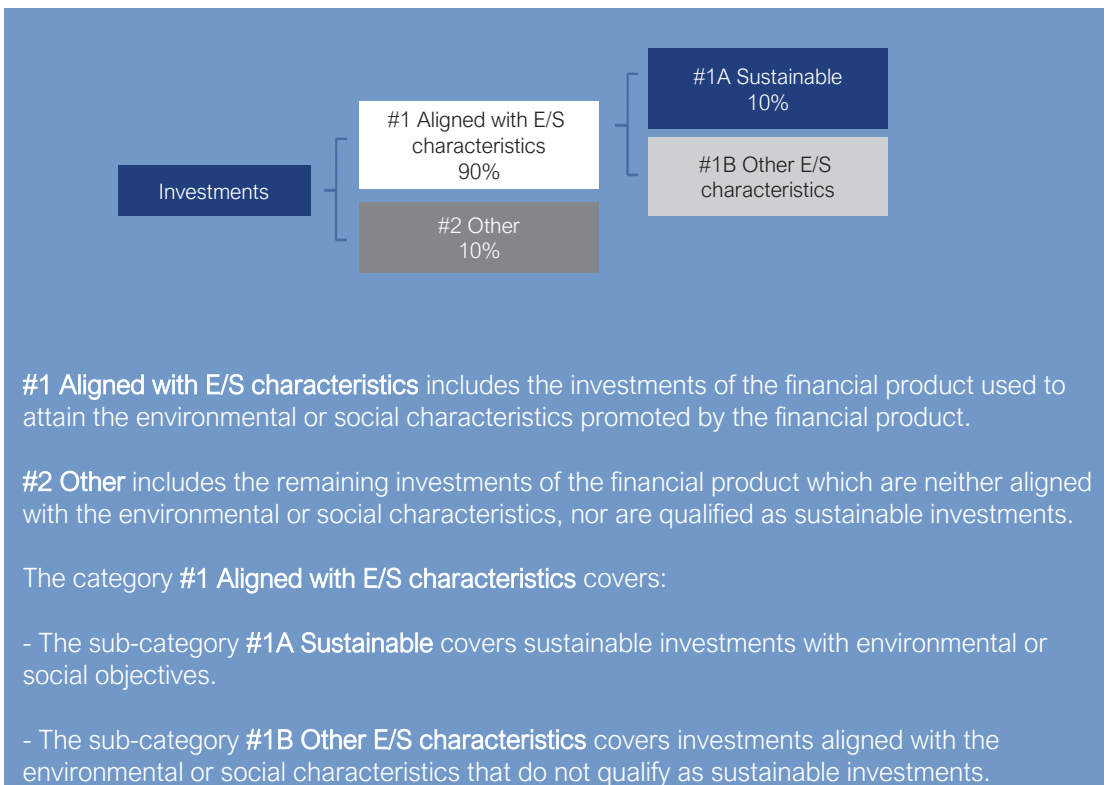 #1A Sustainable
10%
#1 Aligned with E/S
characteristics
90%
#1B Other E/S
characteristics
Investments
#2 Other
10%
#1 Aligned with E/S characteristics includes the investments of the financial product used to
attain the environmental or social characteristics promoted by the financial product.
#2 Other includes the remaining investments of the financial product which are neither aligned
with the environmental or social characteristics, nor are qualified as sustainable investments.
The category #1 Aligned with E/S characteristics covers:
- The sub-category #1A Sustainable covers sustainable investments with environmental or
social objectives.
- The sub-category #1B Other E/S characteristics covers investments aligned with the
environmental or social characteristics that do not qualify as sustainable investments.